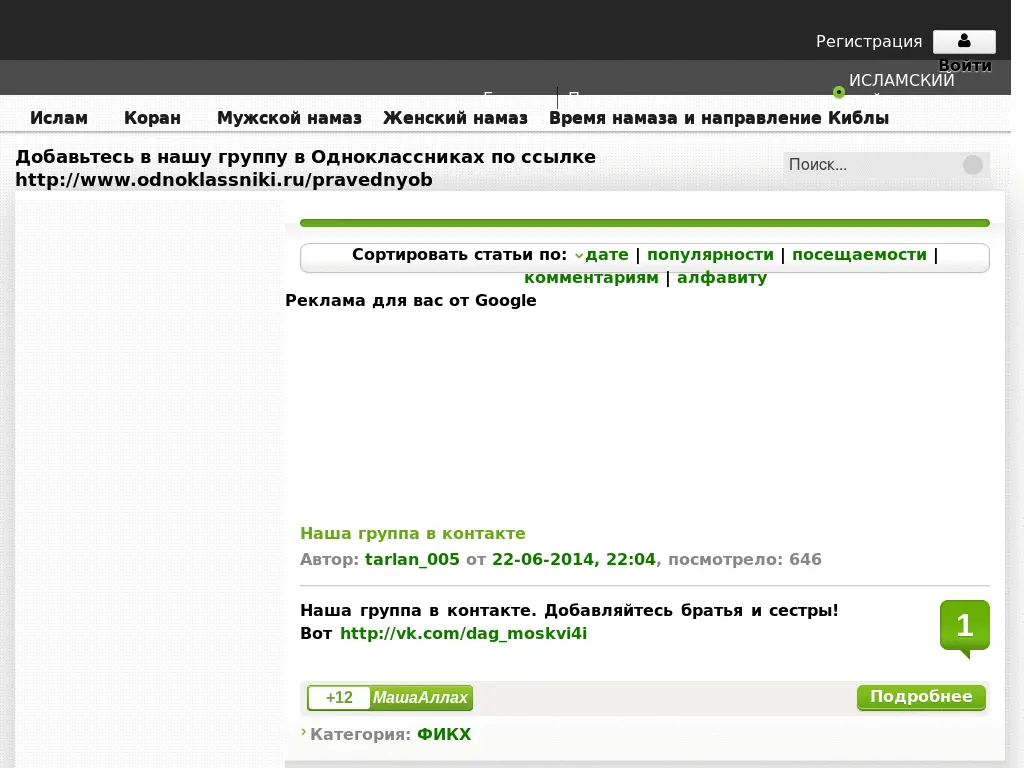 Регистрация
Войти
ИСЛАМСКИЙ
Ислам Коран Мужской намаз Женский намаз Время намаза и направление Киблы
Добавьтесь в нашу группу в Одноклассниках по ссылке
http://www.odnoklassniki.ru/pravednyob
Поиск...
Сортировать статьи по: дате | популярности | посещаемости |
комментариям | алфавиту
Реклама для вас от Google
Наша группа в контакте
Автор: tarlan_005 от 22-06-2014, 22:04, посмотрело: 646
Наша группа в контакте. Добавляйтесь братья и сестры!
Вот http://vk.com/dag_moskvi4i
1
+12 МашаАллах
Подробнее
Категория: ФИКХ